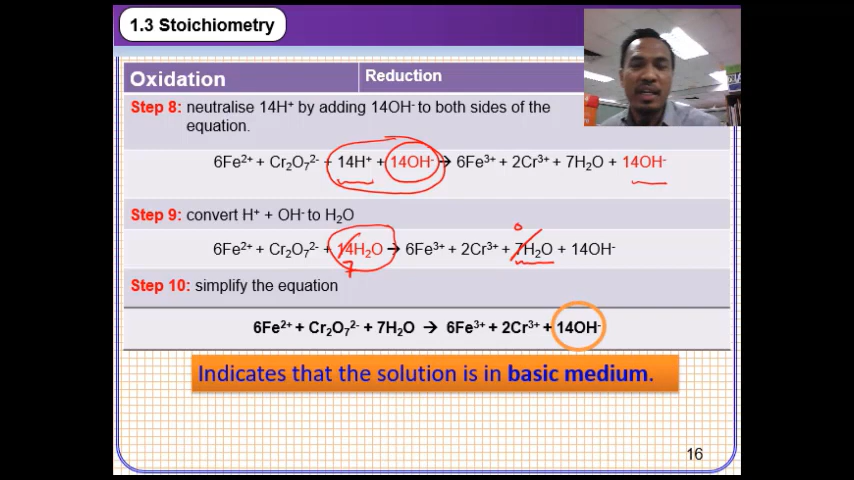 1.3 Stoichiometry
Oxidation
Reduction
Step 8: neutralise 14H⁺ by adding 14OH⁻ to both sides of the
equation.
6Fe²⁺ + Cr₂O₇²⁻ + 14H⁺ + 14OH⁻ → 6Fe³⁺ + 2Cr³⁺ + 7H₂O + 14OH⁻
Step 9: convert H⁺ + OH⁻ to H₂O
0
6Fe²⁺ + Cr₂O₇²⁻ + 14H₂O → 6Fe³⁺ + 2Cr³⁺ + 7H₂O + 14OH⁻
7
Step 10: simplify the equation
6Fe²⁺ + Cr₂O₇²⁻ + 7H₂O → 6Fe³⁺ + 2Cr³⁺ + 14OH⁻
Indicates that the solution is in basic medium.
16